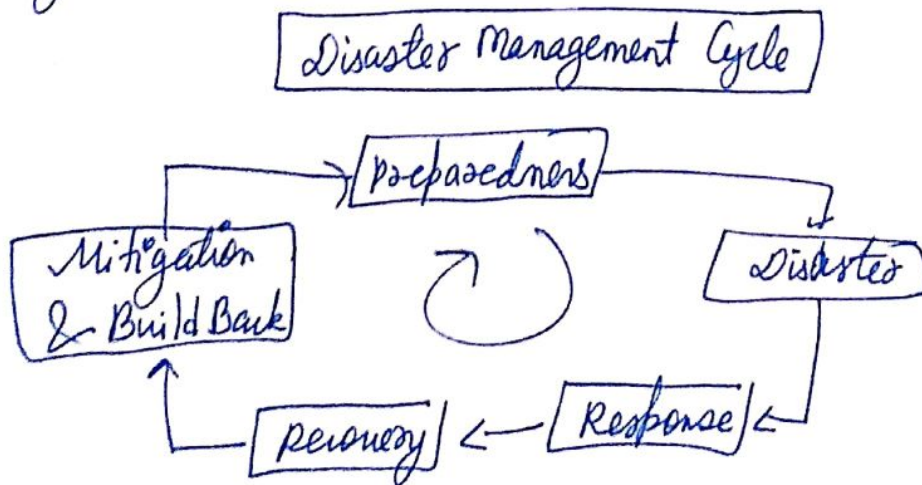 Disaster Management Cycle
Preparedness
Mitigation
& Build Back
Disaster
Recovery
Response